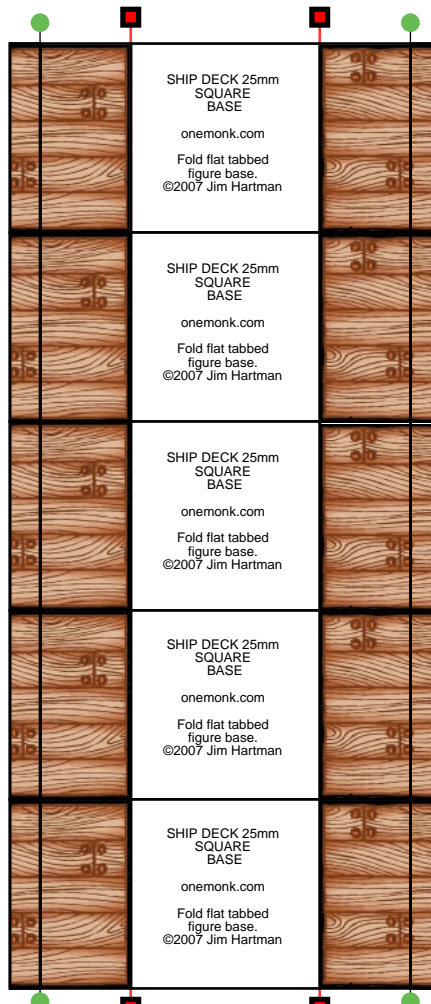 SHIP DECK 25mm
SQUARE
BASE
onemonk.com
Fold flat tabbed
figure base.
©2007 Jim Hartman
SHIP DECK 25mm
SQUARE
BASE
onemonk.com
Fold flat tabbed
figure base.
©2007 Jim Hartman
SHIP DECK 25mm
SQUARE
BASE
onemonk.com
Fold flat tabbed
figure base.
©2007 Jim Hartman
SHIP DECK 25mm
SQUARE
BASE
onemonk.com
Fold flat tabbed
figure base.
©2007 Jim Hartman
SHIP DECK 25mm
SQUARE
BASE
onemonk.com
Fold flat tabbed
figure base.
©2007 Jim Hartman